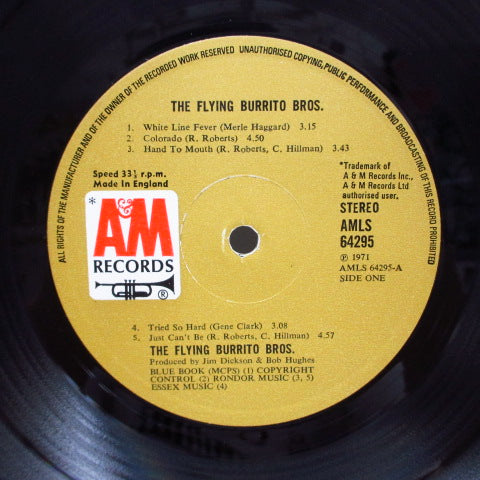 ALL RIGHTS OF THE MANUFACTURER AND OF THE OWNER OF THE RECORDED WORK RESERVED UNAUTHORISED COPYING, PUBLIC PERFORMANCE AND BROADCASTING OF THIS RECORD PROHIBITED
THE FLYING BURRITO BROS.
1. White Line Fever (Merle Haggard) 3.15
2. Colorado (R. Roberts) 4.50
3. Hand To Mouth (R. Roberts, C. Hillman) 3.43
Speed 33⅓ r.p.m.
Made In England
*
A&M
RECORDS
®
*Trademark of
A & M Records Inc.,
A & M Records Ltd
authorised user.
STEREO
AMLS
64295
℗ 1971
AMLS 64295-A
SIDE ONE
4. Tried So Hard (Gene Clark) 3.08
5. Just Can't Be (R. Roberts, C. Hillman) 4.57
THE FLYING BURRITO BROS.
Produced by Jim Dickson & Bob Hughes
BLUE BOOK (MCPS) (1) COPYRIGHT
CONTROL (2) RONDOR MUSIC (3, 5)
ESSEX MUSIC (4)